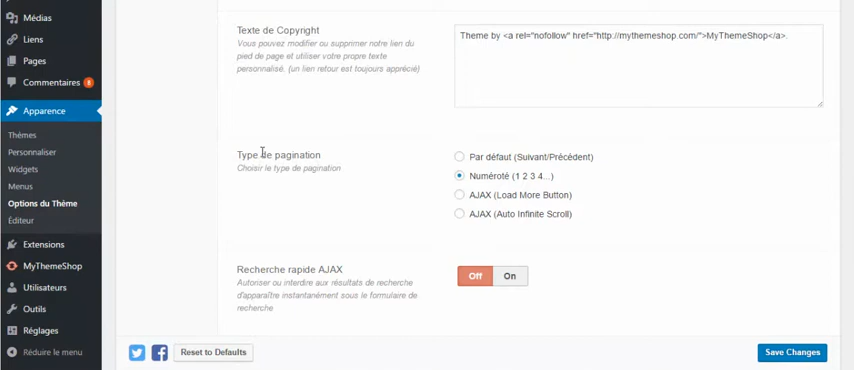 Médias
Liens
Pages
Commentaires
Apparence
Thèmes
Personnaliser
Widgets
Menus
Options du Thème
Éditeur
Extensions
MyThemeShop
Utilisateurs
Outils
Réglages
Réduire le menu
Texte de Copyright
Vous pouvez modifier ou supprimer notre lien du
pied de page et utiliser votre propre texte
personnalisé. (un lien retour est toujours apprécié)
Theme by <a rel="nofollow" href="http://mythemeshop.com/">MyThemeShop</a>.
Type de pagination
Choisir le type de pagination
Par défaut (Suivant/Précédent)
Numéroté (1 2 3 4...)
AJAX (Load More Button)
AJAX (Auto Infinite Scroll)
Recherche rapide AJAX
Autoriser ou interdire aux résultats de recherche
d'apparaître instantanément sous le formulaire de
recherche
Off On
Reset to Defaults
Save Changes